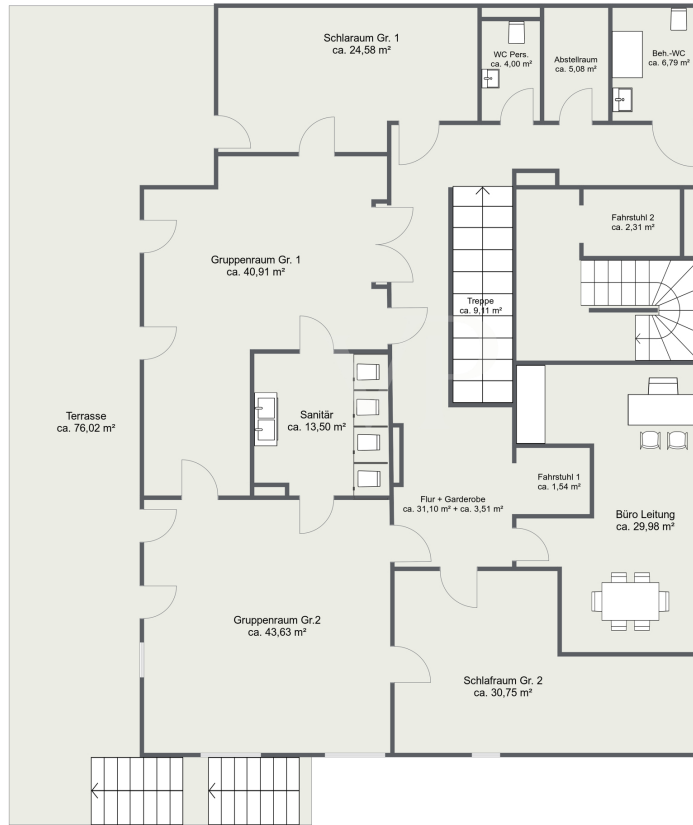 Schlaraum Gr. 1
ca. 24,58 m²
WC Pers.
ca. 4,00 m²
Abstellraum
ca. 5,08 m²
Beh.-WC
ca. 6,79 m²
Fahrstuhl 2
ca. 2,31 m²
Gruppenraum Gr. 1
ca. 40,91 m²
Treppe
ca. 9,11 m²
Terrasse
ca. 76,02 m²
Sanitär
ca. 13,50 m²
Fahrstuhl 1
ca. 1,54 m²
Flur + Garderobe
ca. 31,10 m² + ca. 3,51 m²
Büro Leitung
ca. 29,98 m²
Gruppenraum Gr.2
ca. 43,63 m²
Schlafraum Gr. 2
ca. 30,75 m²